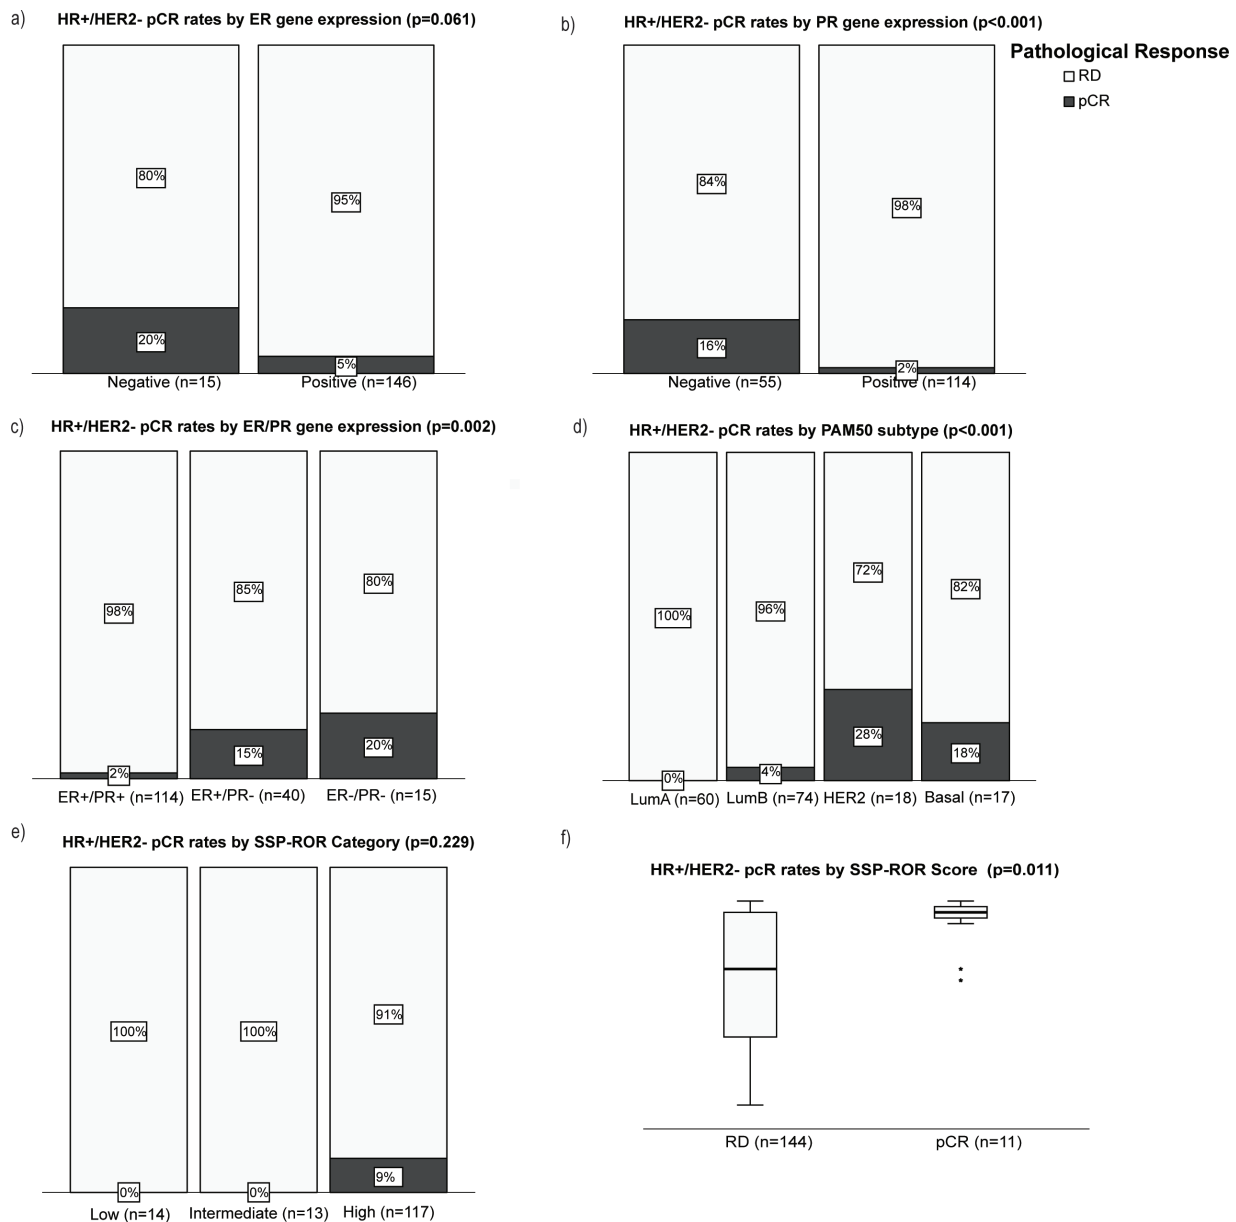 a)
HR+/HER2- pCR rates by ER gene expression (p=0.061)
80%
95%
20%
5%
Negative (n=15)
Positive (n=146)
b)
HR+/HER2- pCR rates by PR gene expression (p<0.001)
84%
98%
16%
2%
Negative (n=55)
Positive (n=114)
Pathological Response
RD
pCR
c)
HR+/HER2- pCR rates by ER/PR gene expression (p=0.002)
98%
85%
80%
2%
15%
20%
ER+/PR+ (n=114)
ER+/PR- (n=40)
ER-/PR- (n=15)
d)
HR+/HER2- pCR rates by PAM50 subtype (p<0.001)
100%
96%
72%
82%
0%
4%
28%
18%
LumA (n=60)
LumB (n=74)
HER2 (n=18)
Basal (n=17)
e)
HR+/HER2- pCR rates by SSP-ROR Category (p=0.229)
100%
100%
91%
0%
0%
9%
Low (n=14)
Intermediate (n=13)
High (n=117)
f)
HR+/HER2- pcR rates by SSP-ROR Score (p=0.011)
RD (n=144)
pCR (n=11)